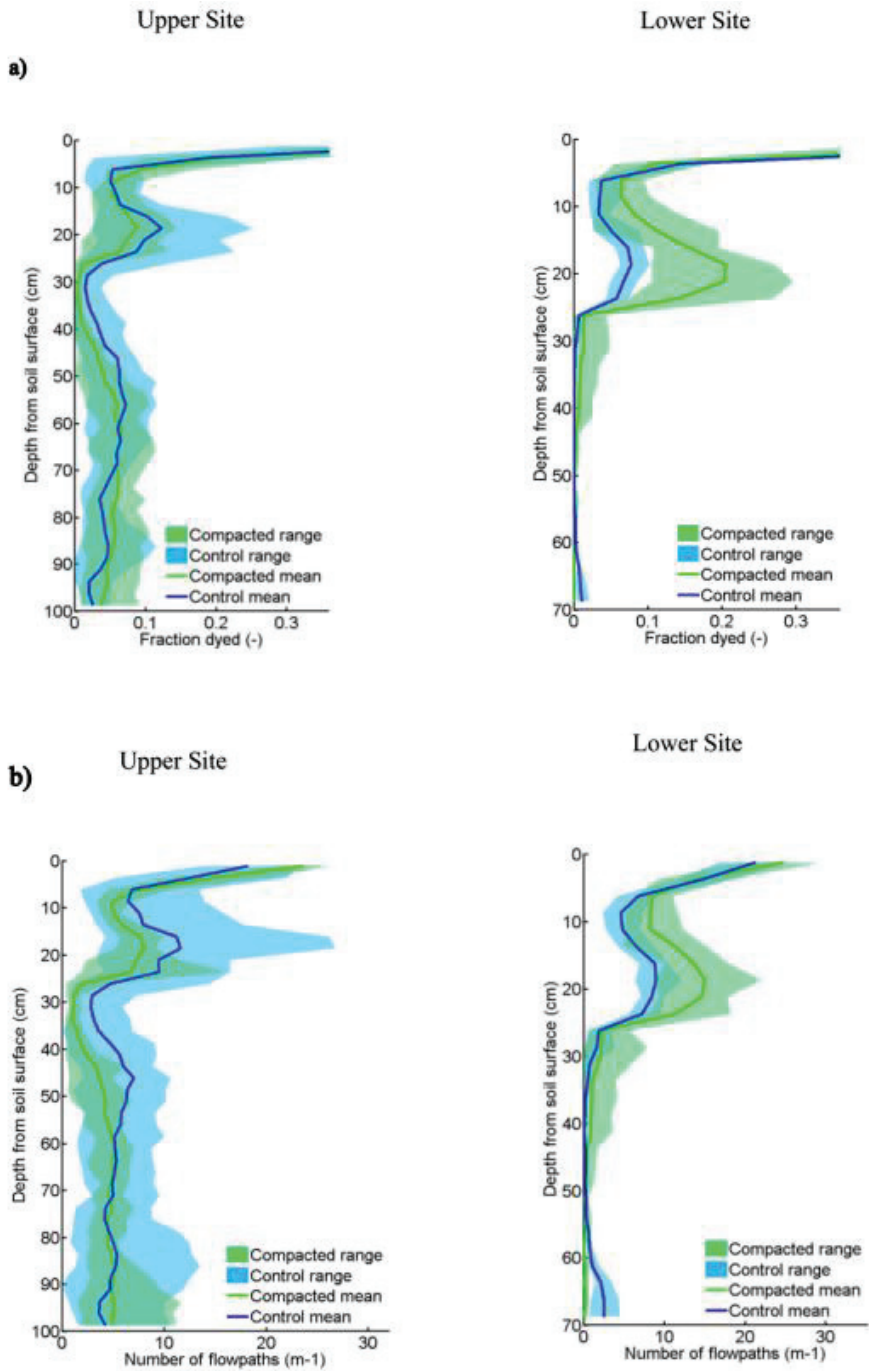 Upper Site
Lower Site
a)
0
10
20
30
40
50
60
70
80
90
100
Depth from soil surface (cm)
0
0.1
0.2
0.3
Fraction dyed (-)
Compacted range
Control range
Compacted mean
Control mean
0
10
20
30
40
50
60
70
Depth from soil surface (cm)
0
0.1
0.2
0.3
Fraction dyed (-)
Compacted range
Control range
Compacted mean
Control mean
Upper Site
Lower Site
b)
0
10
20
30
40
50
60
70
80
90
100
Depth from soil surface (cm)
0
10
20
30
Number of flowpaths (m-1)
Compacted range
Control range
Compacted mean
Control mean
0
10
20
30
40
50
60
70
Depth from soil surface (cm)
0
10
20
30
Number of flowpaths (m-1)
Compacted range
Control range
Compacted mean
Control mean